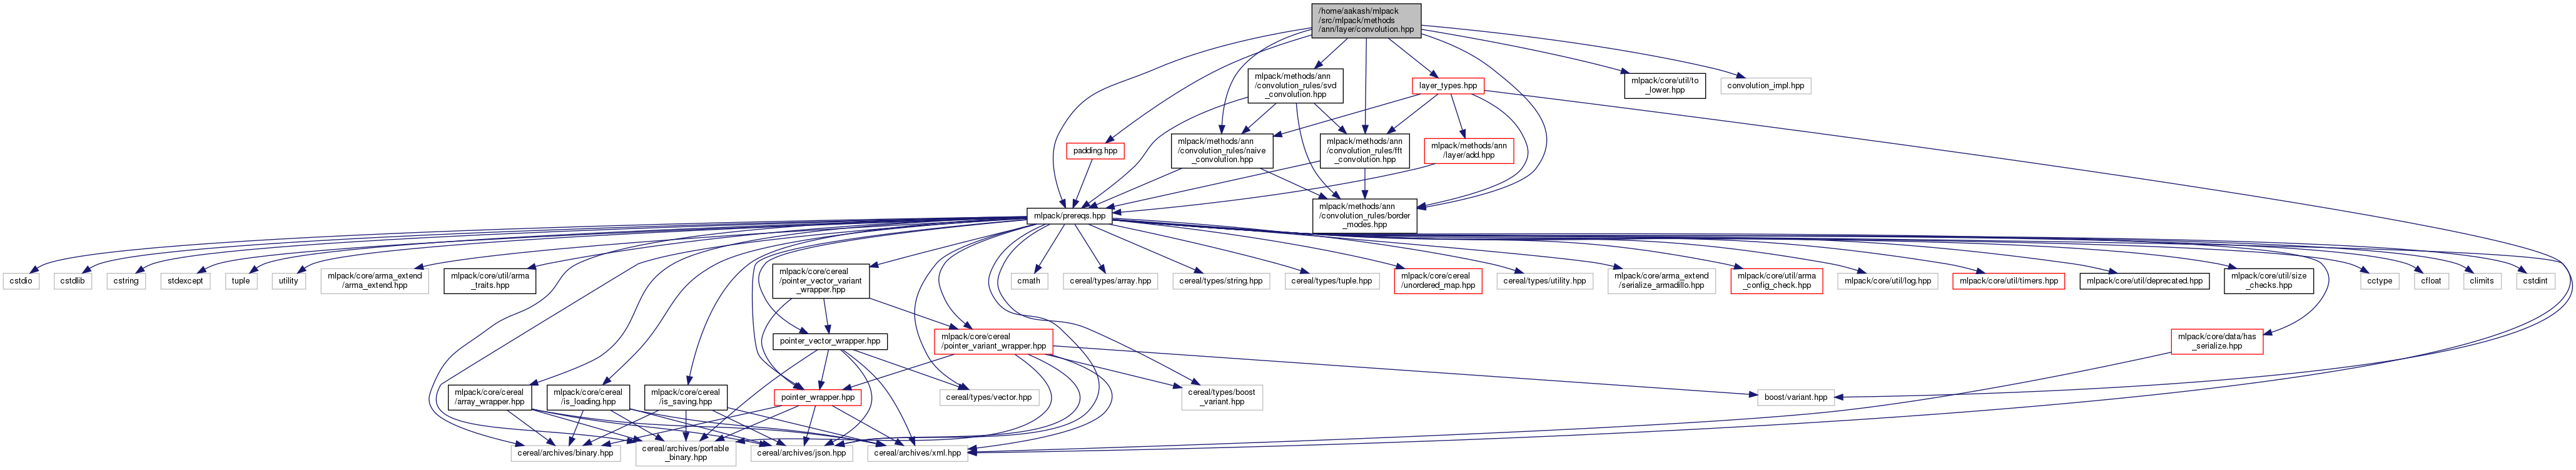 /home/aakash/mlpack
/src/mlpack/methods
/ann/layer/convolution.hpp
mlpack/methods/ann
/convolution_rules/svd
_convolution.hpp
layer_types.hpp
mlpack/core/util/to
_lower.hpp
convolution_impl.hpp
padding.hpp
mlpack/methods/ann
/convolution_rules/naive
_convolution.hpp
mlpack/methods/ann
/convolution_rules/fft
_convolution.hpp
mlpack/methods/ann
/layer/add.hpp
mlpack/prereqs.hpp
mlpack/methods/ann
/convolution_rules/border
_modes.hpp
cstdio
cstdlib
cstring
stdexcept
tuple
utility
mlpack/core/arma_extend
/arma_extend.hpp
mlpack/core/util/arma
_traits.hpp
mlpack/core/cereal
/pointer_vector_variant
_wrapper.hpp
cmath
cereal/types/array.hpp
cereal/types/string.hpp
cereal/types/tuple.hpp
mlpack/core/cereal
/unordered_map.hpp
cereal/types/utility.hpp
mlpack/core/arma_extend
/serialize_armadillo.hpp
mlpack/core/util/arma
_config_check.hpp
mlpack/core/util/log.hpp
mlpack/core/util/timers.hpp
mlpack/core/util/deprecated.hpp
mlpack/core/util/size
_checks.hpp
cctype
cfloat
climits
cstdint
pointer_vector_wrapper.hpp
mlpack/core/cereal
/pointer_variant_wrapper.hpp
mlpack/core/data/has
_serialize.hpp
mlpack/core/cereal
/array_wrapper.hpp
mlpack/core/cereal
/is_loading.hpp
mlpack/core/cereal
/is_saving.hpp
pointer_wrapper.hpp
cereal/types/vector.hpp
cereal/types/boost
_variant.hpp
boost/variant.hpp
cereal/archives/binary.hpp
cereal/archives/portable
_binary.hpp
cereal/archives/json.hpp
cereal/archives/xml.hpp